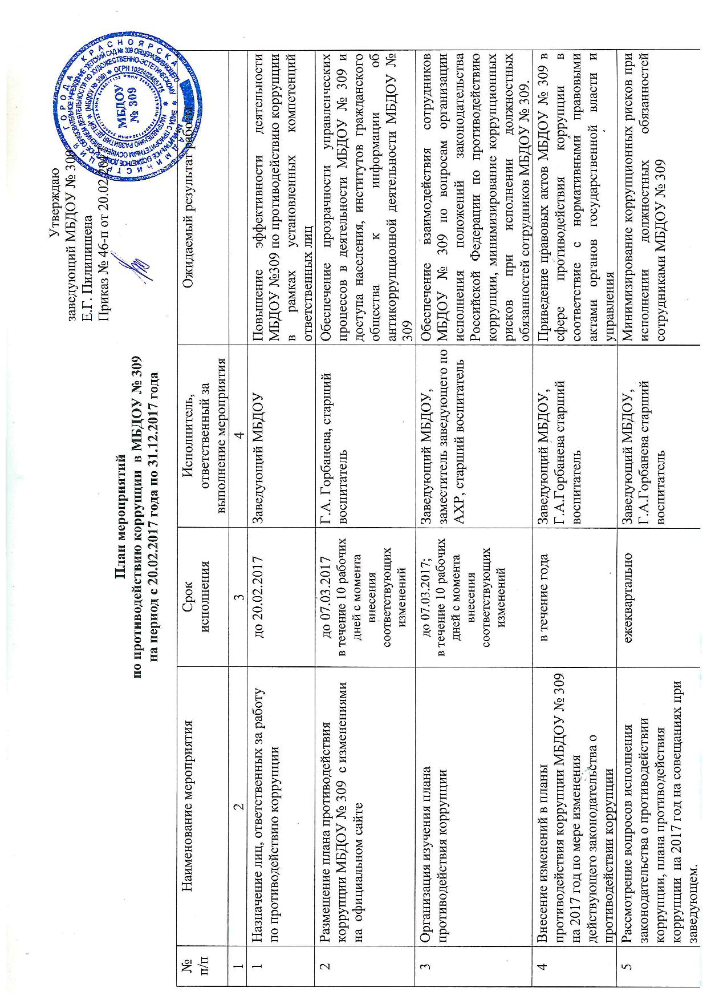 Утверждаю
заведующий МБДОУ № 309
Е.Г. Пилипишена
Приказ № 46-п от 20.02.2017
МБДОУ
№ 309
План мероприятий
по противодействию коррупции в МБДОУ № 309
на период с 20.02.2017 года по 31.12.2017 года
№
п/п
Наименование мероприятия
Срок
исполнения
Исполнитель,
ответственный за
выполнение мероприятия
Ожидаемый результат работы
1
2
3
4
1
Назначение лиц, ответственных за работу
по противодействию коррупции
до 20.02.2017
Заведующий МБДОУ
Повышение эффективности деятельности
МБДОУ №309 по противодействию коррупции
в рамках установленных компетенций
ответственных лиц
2
Размещение плана противодействия
коррупции МБДОУ № 309 с изменениями
на официальном сайте
до 07.03.2017
в течение 10 рабочих
дней с момента
внесения
соответствующих
изменений
Г.А. Горбанева, старший
воспитатель
Обеспечение прозрачности управленческих
процессов в деятельности МБДОУ № 309 и
доступа населения, институтов гражданского
общества к информации об
антикоррупционной деятельности МБДОУ №
309
3
Организация изучения плана
противодействия коррупции
до 07.03.2017;
в течение 10 рабочих
дней с момента
внесения
соответствующих
изменений
Заведующий МБДОУ,
заместитель заведующего по
АХР, старший воспитатель
Обеспечение взаимодействия сотрудников
МБДОУ № 309 по вопросам организации
исполнения положений законодательства
Российской Федерации по противодействию
коррупции, минимизирование коррупционных
рисков при исполнении должностных
обязанностей сотрудников МБДОУ № 309.
4
Внесение изменений в планы
противодействия коррупции МБДОУ № 309
на 2017 год по мере изменения
действующего законодательства о
противодействии коррупции
в течение года
Заведующий МБДОУ,
Г.А.Горбанева старший
воспитатель
Приведение правовых актов МБДОУ № 309 в
сфере противодействия коррупции в
соответствие с нормативными правовыми
актами органов государственной власти и
управления
5
Рассмотрение вопросов исполнения
законодательства о противодействии
коррупции, плана противодействия
коррупции на 2017 год на совещаниях при
заведующем.
ежеквартально
Заведующий МБДОУ,
Г.А.Горбанева старший
воспитатель
Минимизирование коррупционных рисков при
исполнении должностных обязанностей
сотрудниками МБДОУ № 309